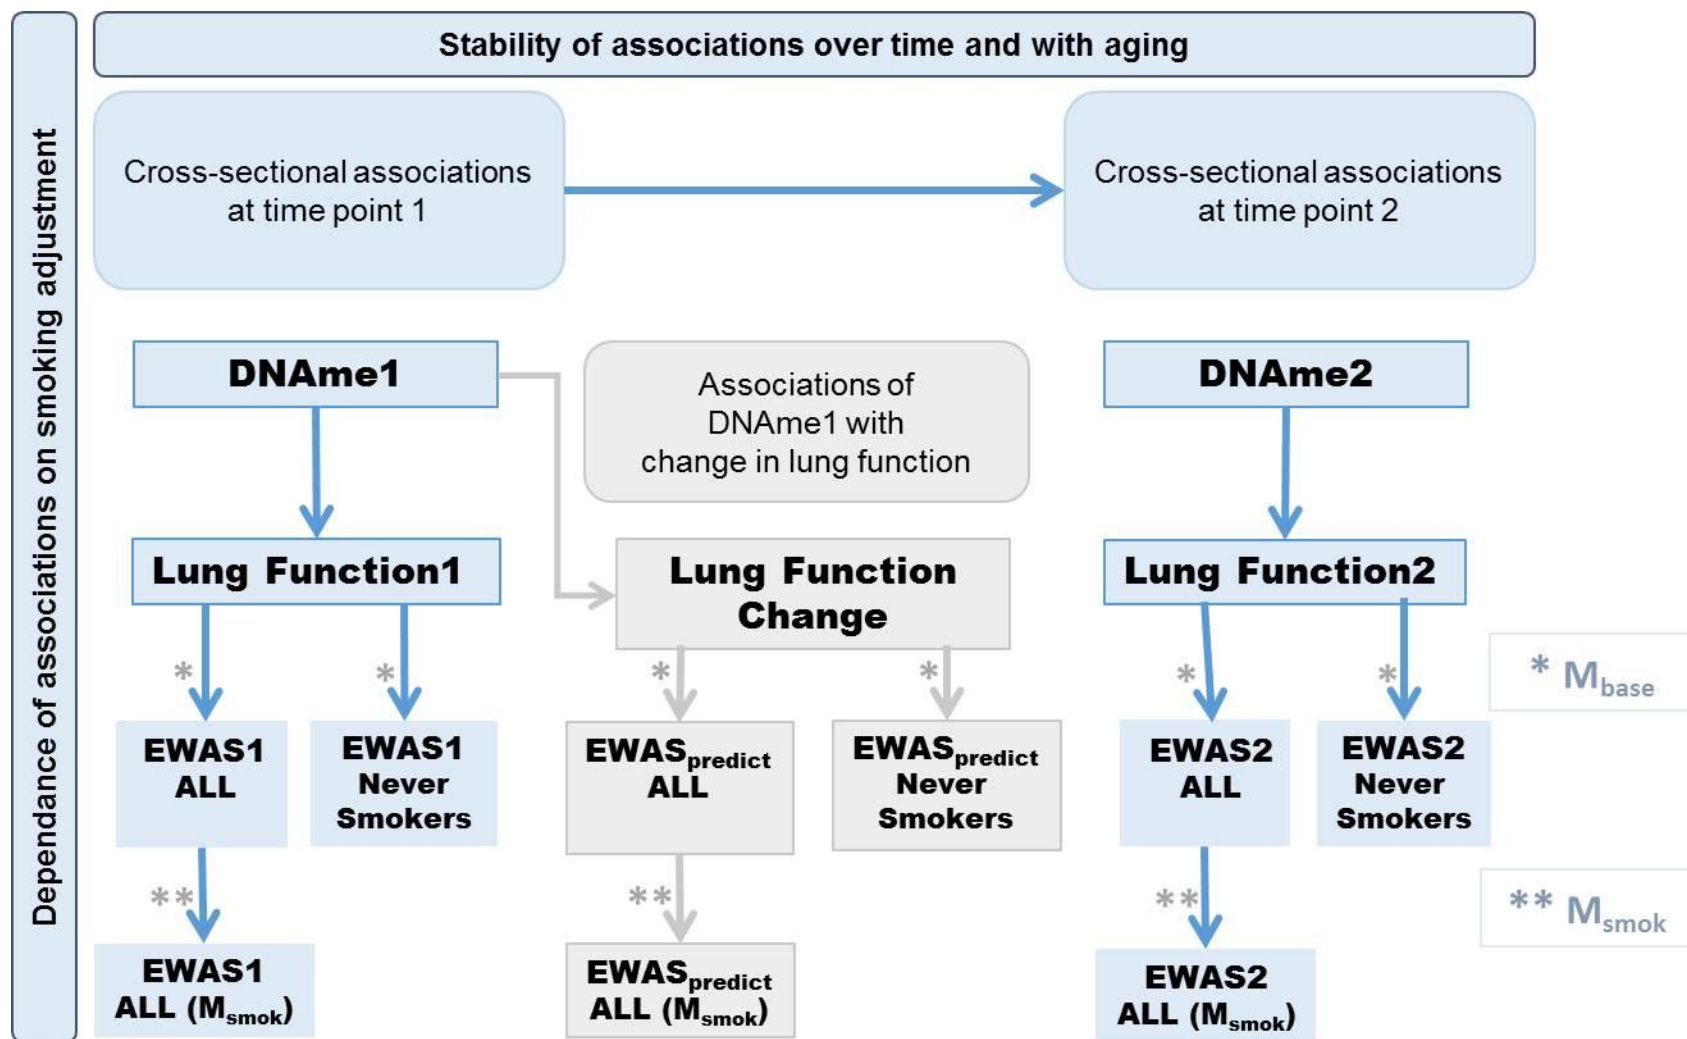 Stability of associations over time and with aging
Dependance of associations on smoking adjustment
Cross-sectional associations
at time point 1
Cross-sectional associations
at time point 2
DNAme1
Associations of
DNAme1 with
change in lung function
DNAme2
Lung Function1
Lung Function
Change
Lung Function2
*
*
*
*
*
*
* Mbase
EWAS1
ALL
EWAS1
Never
Smokers
EWASpredict
ALL
EWASpredict
Never
Smokers
EWAS2
ALL
EWAS2
Never
Smokers
**
**
**
** Msmok
EWAS1
ALL (Msmok)
EWASpredict
ALL (Msmok)
EWAS2
ALL (Msmok)